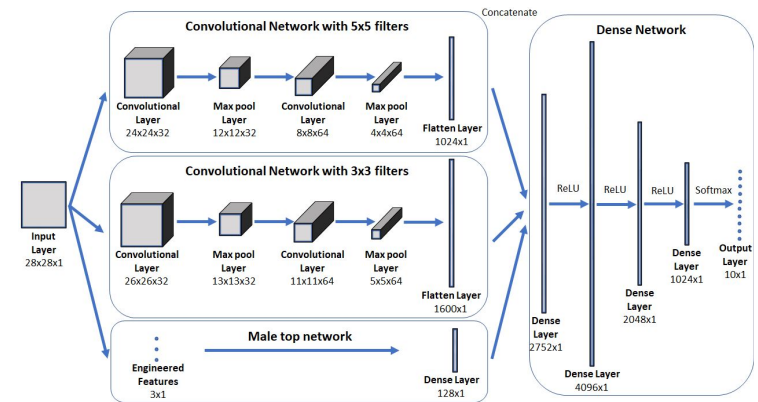 Convolutional Network with 5x5 filters
Convolutional
Layer
24x24x32
Max pool
Layer
12x12x32
Convolutional
Layer
8x8x64
Max pool
Layer
4x4x64
Flatten Layer
1024x1
Concatenate
Input
Layer
28x28x1
Convolutional Network with 3x3 filters
Convolutional
Layer
26x26x32
Max pool
Layer
13x13x32
Convolutional
Layer
11x11x64
Max pool
Layer
5x5x64
Flatten Layer
1600x1
Male top network
Engineered
Features
3x1
Dense Layer
128x1
Dense Network
ReLU
ReLU
ReLU
Softmax
Dense
Layer
2752x1
Dense Layer
4096x1
Dense
Layer
2048x1
Dense
Layer
1024x1
Output
Layer
10x1